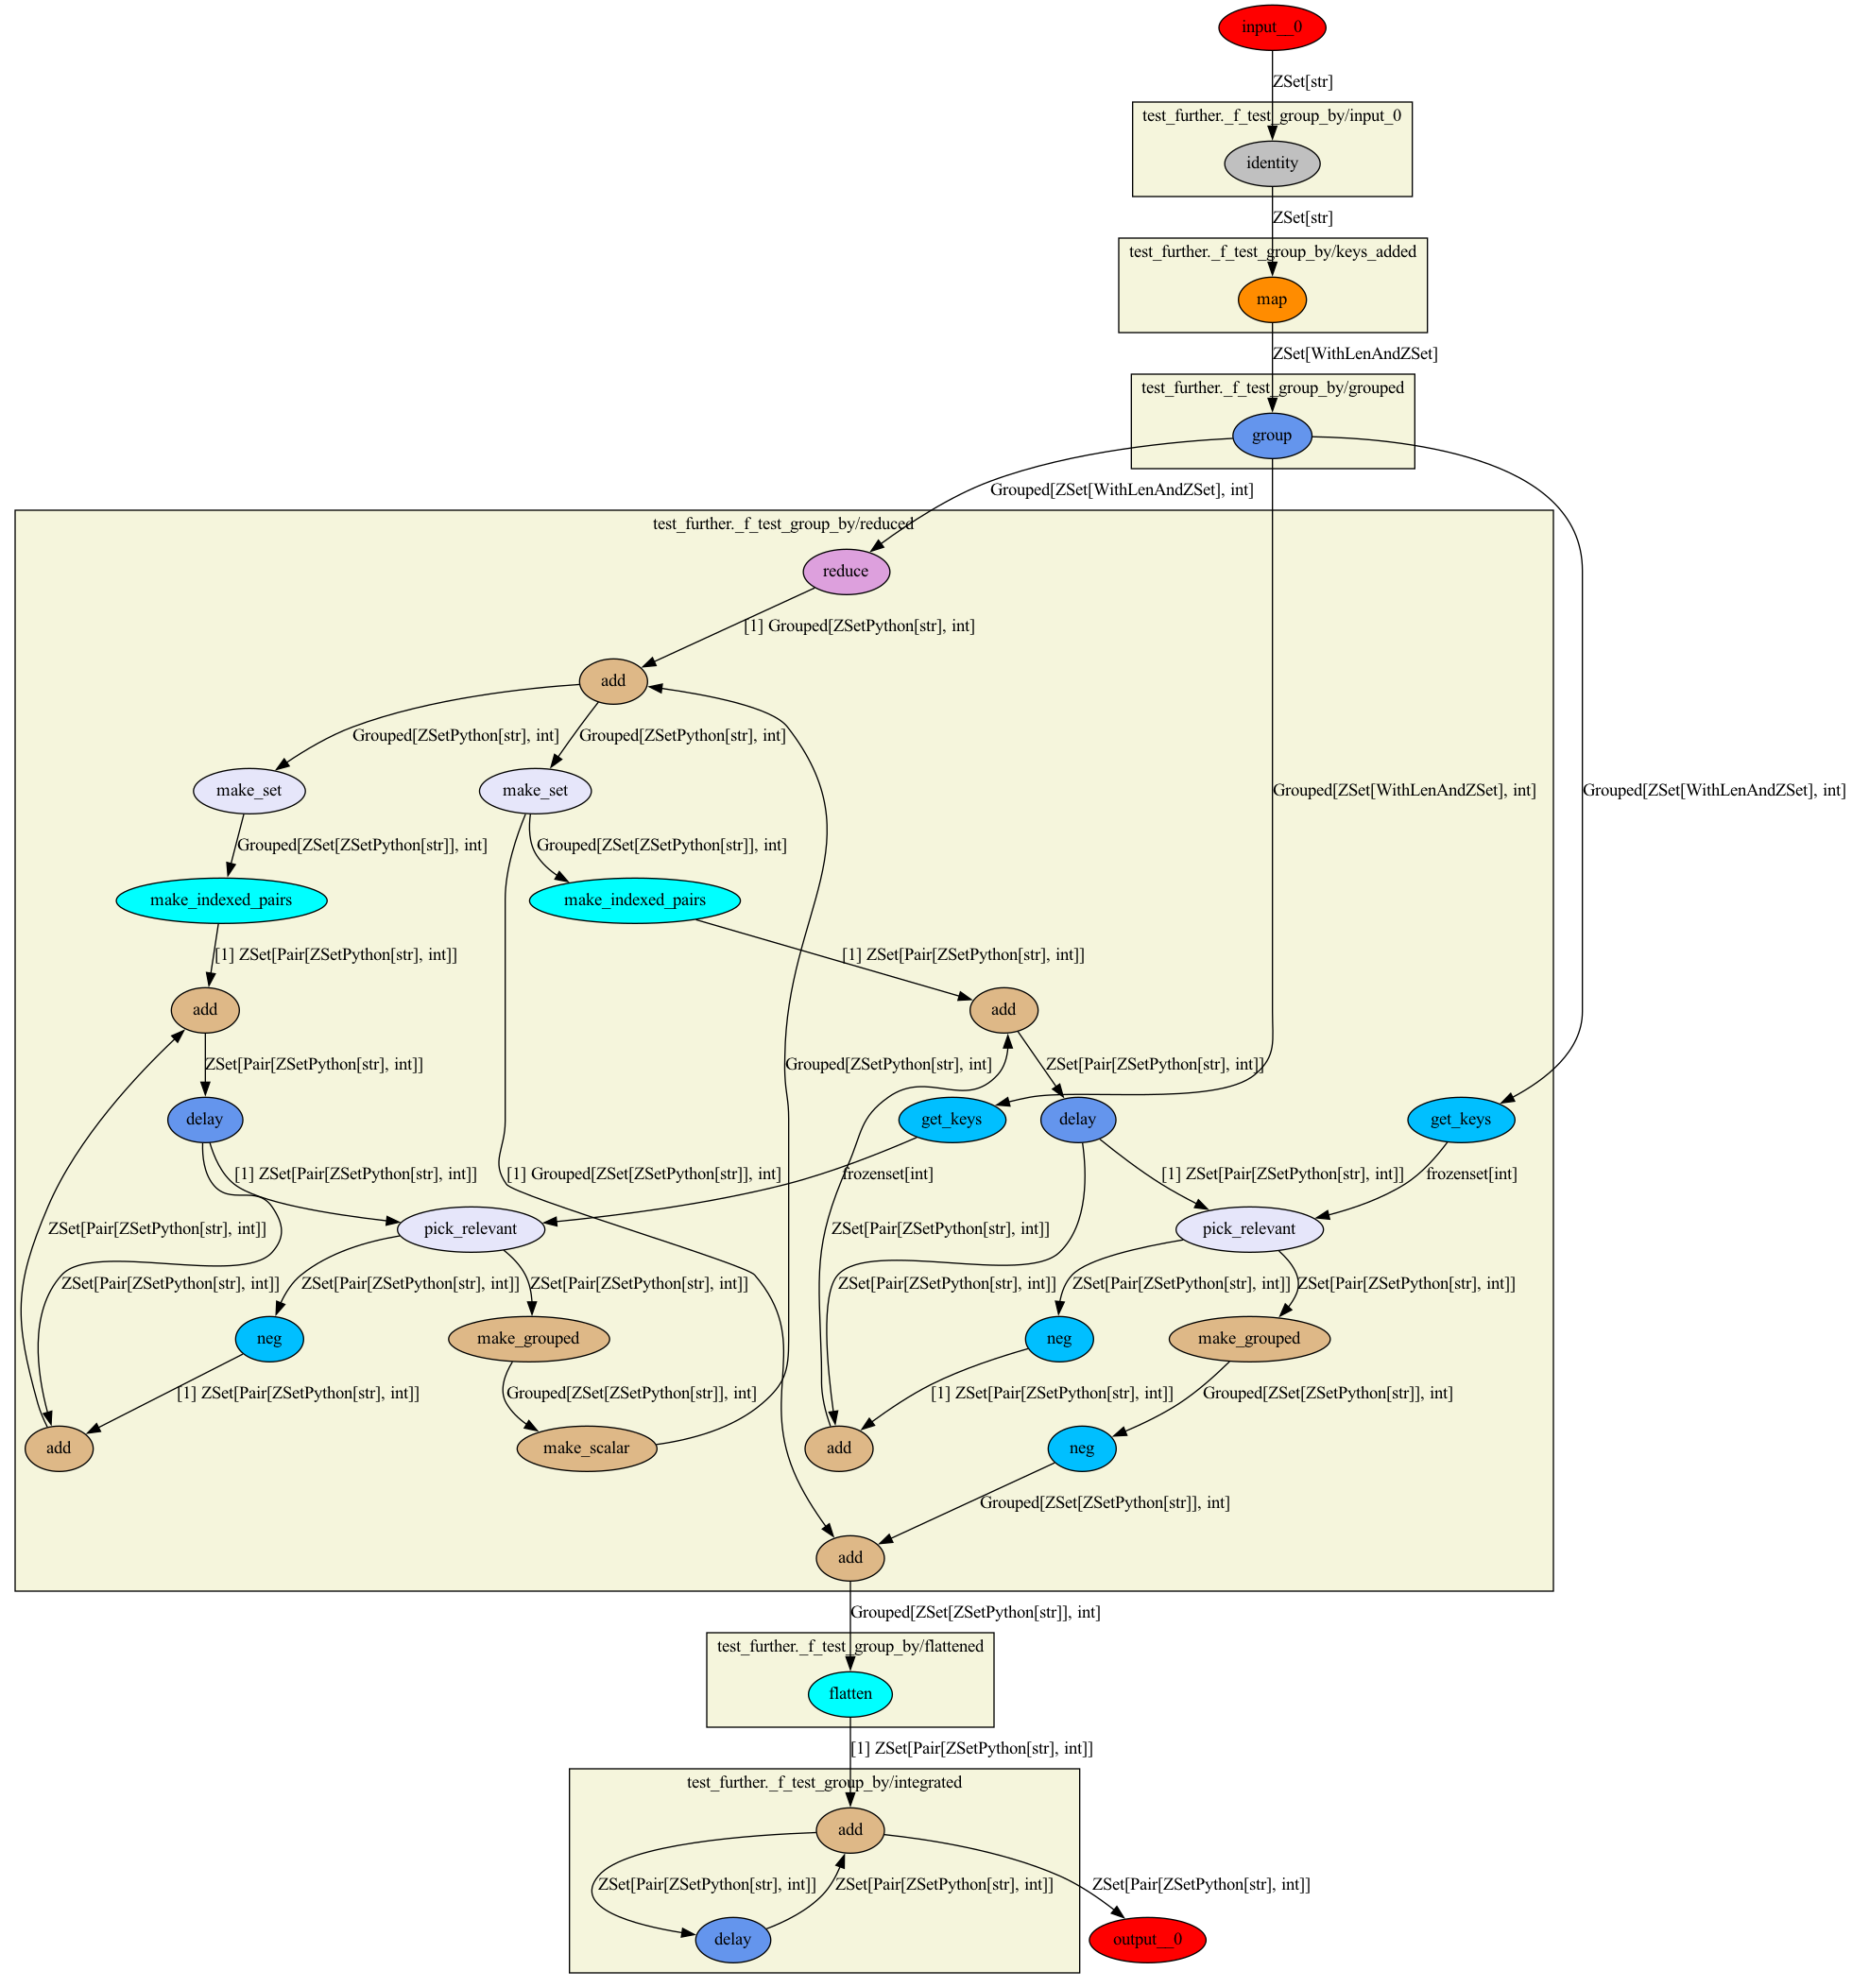 input__0
ZSet[str]
test_further._f_test_group_by/input_0
identity
ZSet[str]
test_further._f_test_group_by/keys_added
map
ZSet[WithLenAndZSet]
test_further._f_test_group_by/grouped
group
Grouped[ZSet[WithLenAndZSet], int]
test_further._f_test_group_by/reduced
reduce
[1] Grouped[ZSetPython[str], int]
add
Grouped[ZSetPython[str], int]
Grouped[ZSetPython[str], int]
make_set
make_set
Grouped[ZSet[WithLenAndZSet], int]
Grouped[ZSet[WithLenAndZSet], int]
Grouped[ZSet[ZSetPython[str]], int]
Grouped[ZSet[ZSetPython[str]], int]
make_indexed_pairs
make_indexed_pairs
[1] ZSet[Pair[ZSetPython[str], int]]
[1] ZSet[Pair[ZSetPython[str], int]]
add
add
ZSet[Pair[ZSetPython[str], int]]
Grouped[ZSetPython[str], int]
ZSet[Pair[ZSetPython[str], int]]
delay
get_keys
delay
get_keys
[1] ZSet[Pair[ZSetPython[str], int]]
[1] Grouped[ZSet[ZSetPython[str]], int]
frozenset[int]
[1] ZSet[Pair[ZSetPython[str], int]]
frozenset[int]
ZSet[Pair[ZSetPython[str], int]]
pick_relevant
ZSet[Pair[ZSetPython[str], int]]
pick_relevant
ZSet[Pair[ZSetPython[str], int]]
ZSet[Pair[ZSetPython[str], int]]
ZSet[Pair[ZSetPython[str], int]]
ZSet[Pair[ZSetPython[str], int]]
ZSet[Pair[ZSetPython[str], int]]
ZSet[Pair[ZSetPython[str], int]]
neg
make_grouped
neg
make_grouped
[1] ZSet[Pair[ZSetPython[str], int]]
Grouped[ZSet[ZSetPython[str]], int]
[1] ZSet[Pair[ZSetPython[str], int]]
Grouped[ZSet[ZSetPython[str]], int]
add
make_scalar
add
neg
Grouped[ZSet[ZSetPython[str]], int]
add
Grouped[ZSet[ZSetPython[str]], int]
test_further._f_test_group_by/flattened
flatten
[1] ZSet[Pair[ZSetPython[str], int]]
test_further._f_test_group_by/integrated
add
ZSet[Pair[ZSetPython[str], int]]
ZSet[Pair[ZSetPython[str], int]]
ZSet[Pair[ZSetPython[str], int]]
delay
output__0